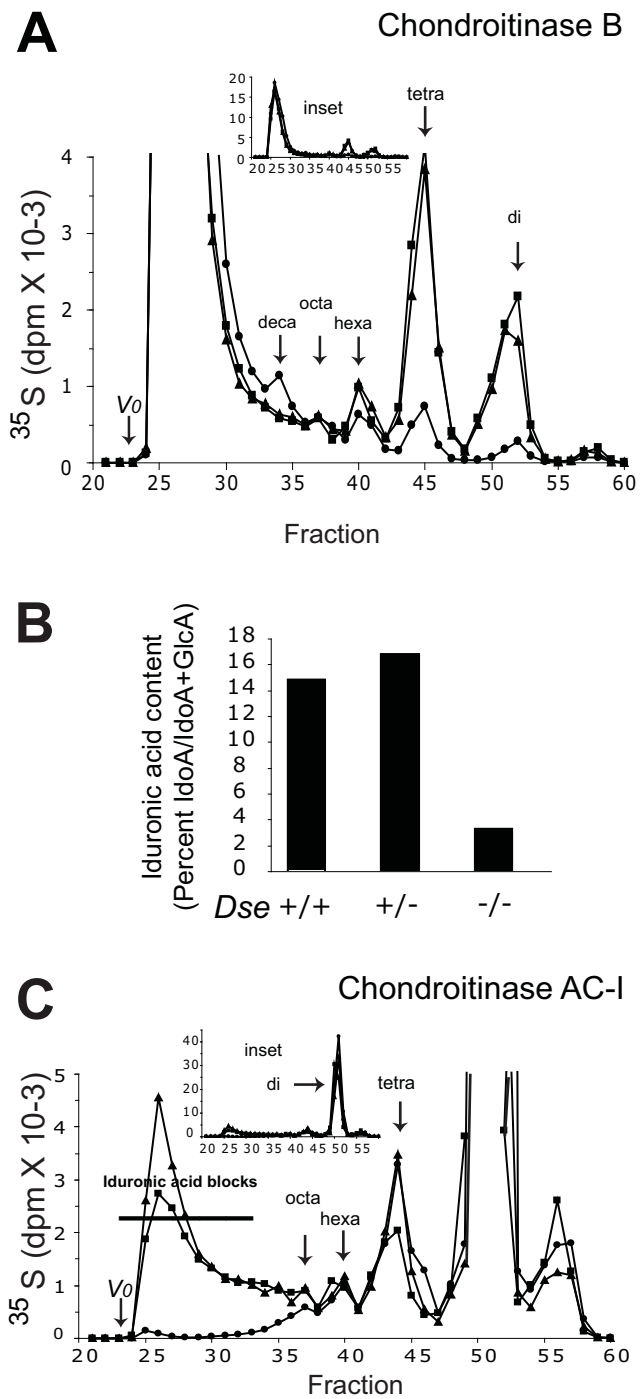 A
Chondroitinase B
20
15
10
5
0
inset
20 25 30 35 40 45 50 55
tetra
di
deca
octa
hexa
V0
4
3
2
1
0
35S (dpm X 10-3)
20 25 30 35 40 45 50 55 60
Fraction
B
Iduronic acid content
(Percent IdoA/IdoA+GlcA)
18
16
14
12
10
8
6
4
2
0
Dse +/+ +/- -/-
C
Chondroitinase AC-I
40
30
20
10
0
inset
di
20 25 30 35 40 43 50 55
tetra
Iduronic acid blocks
octa
hexa
V0
5
4
3
2
1
0
35S (dpm X 10-3)
20 25 30 35 40 45 50 55 60
Fraction